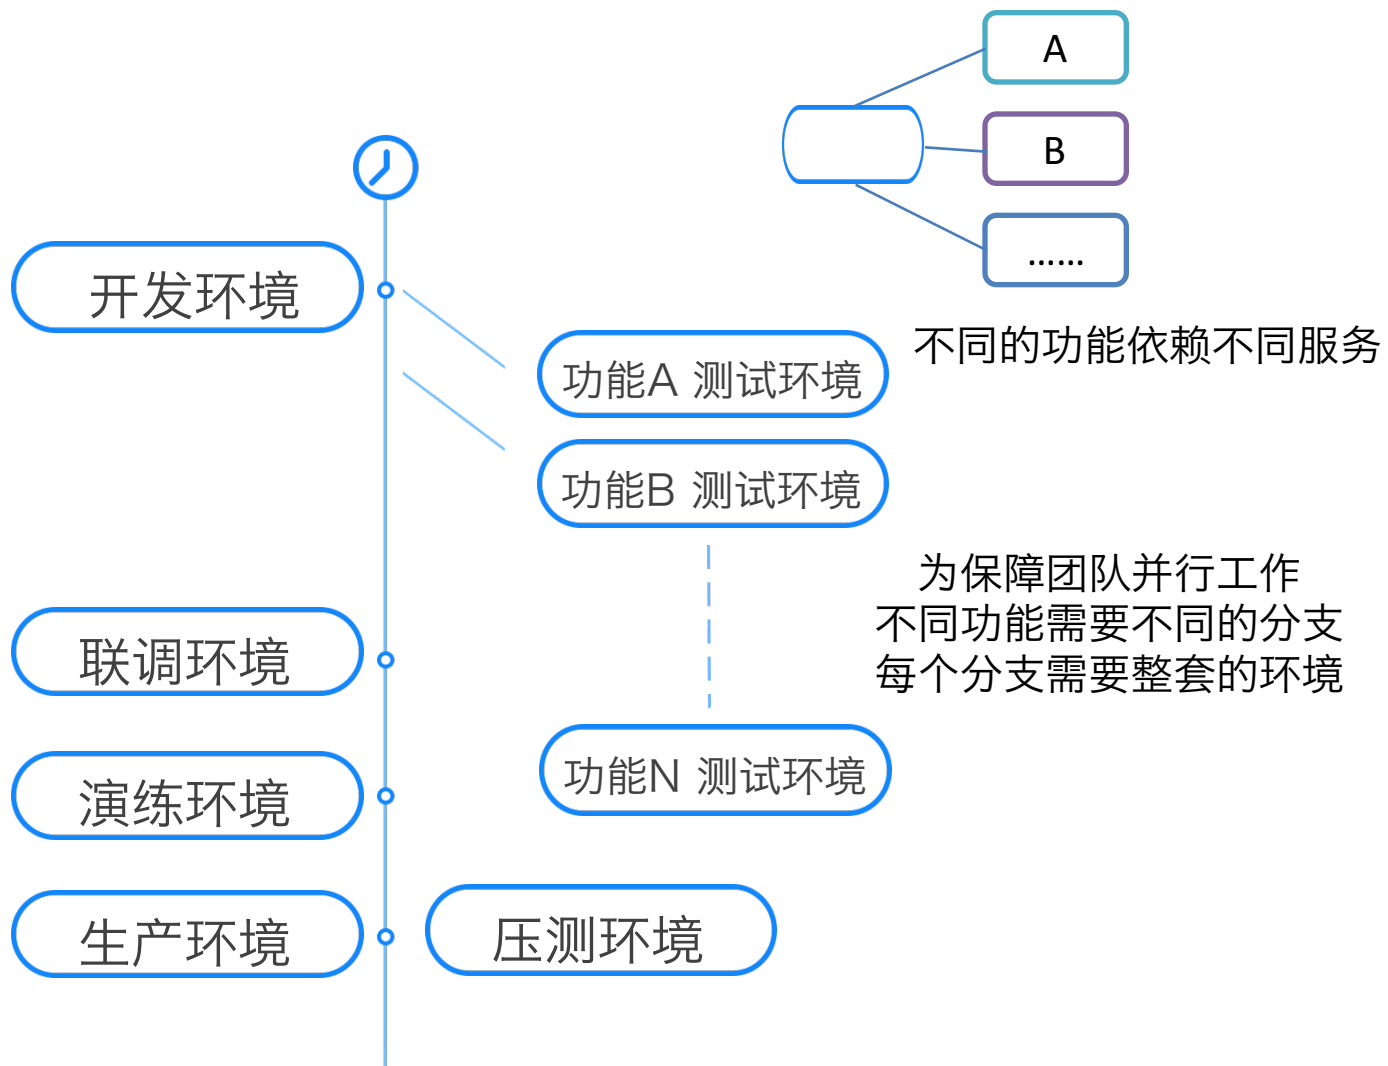 A
B
......
开发环境
不同的功能依赖不同服务
功能A 测试环境
功能B 测试环境
为保障团队并行工作
不同功能需要不同的分支
每个分支需要整套的环境
联调环境
功能N 测试环境
演练环境
生产环境
压测环境